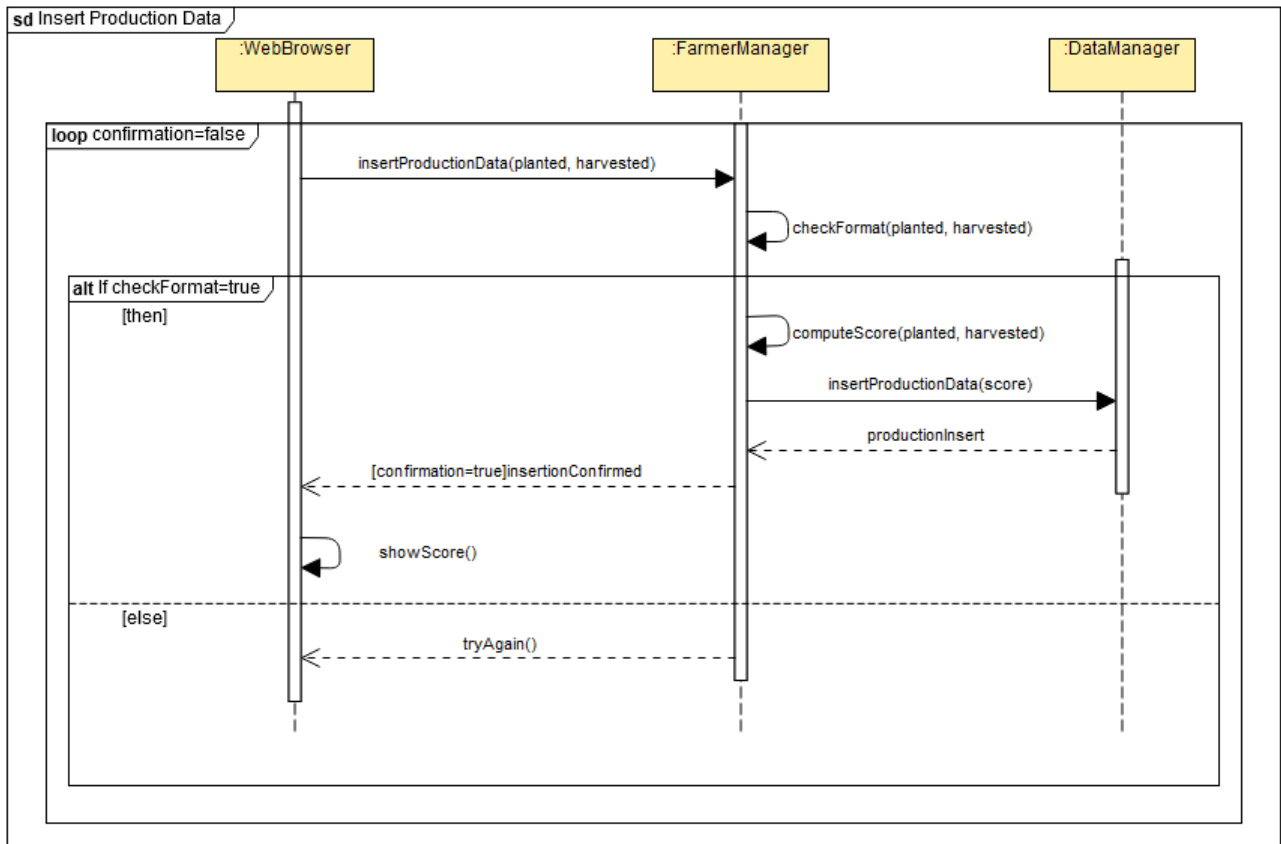 sd Insert Production Data
:WebBrowser
:FarmerManager
:DataManager
loop confirmation=false
insertProductionData(planted, harvested)
checkFormat(planted, harvested)
alt If checkFormat=true
[then]
computeScore(planted, harvested)
insertProductionData(score)
productionInsert
[confirmation=true]insertionConfirmed
showScore()
[else]
tryAgain()